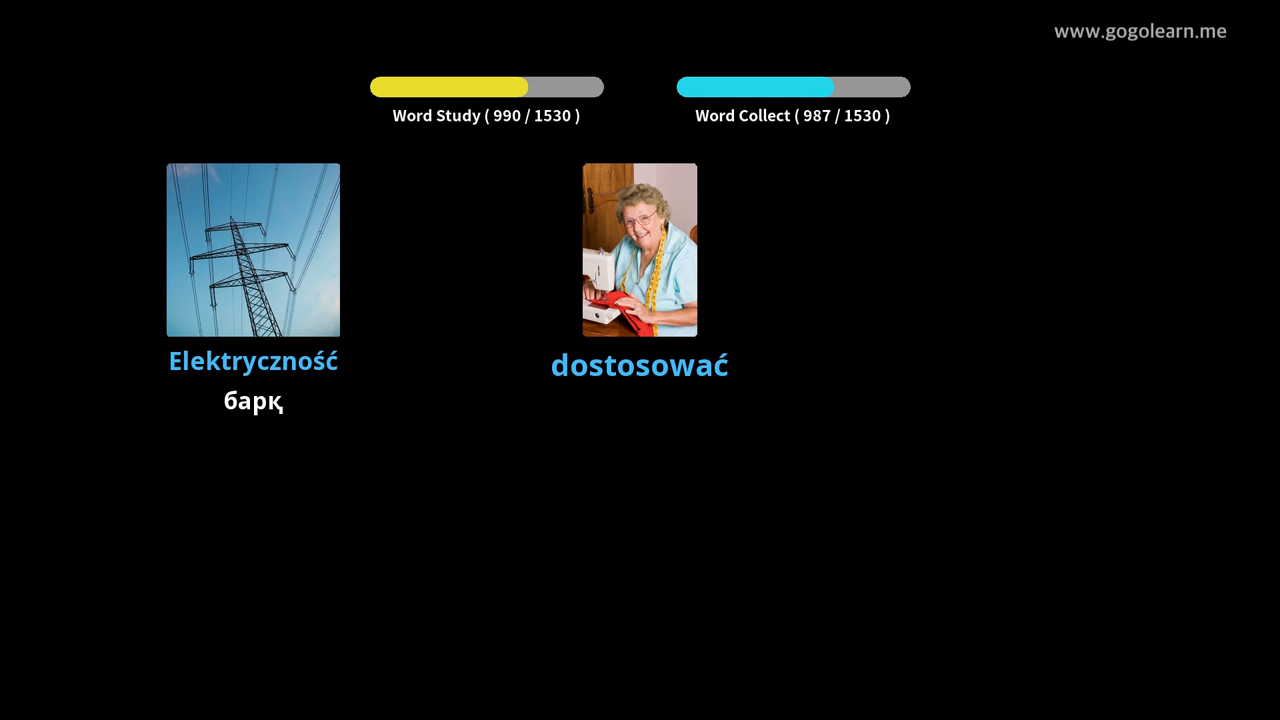 www.gogolearn.me
Word Study ( 990 / 1530 )
Word Collect ( 987 / 1530 )
Elektryczność
барқ
dostosować